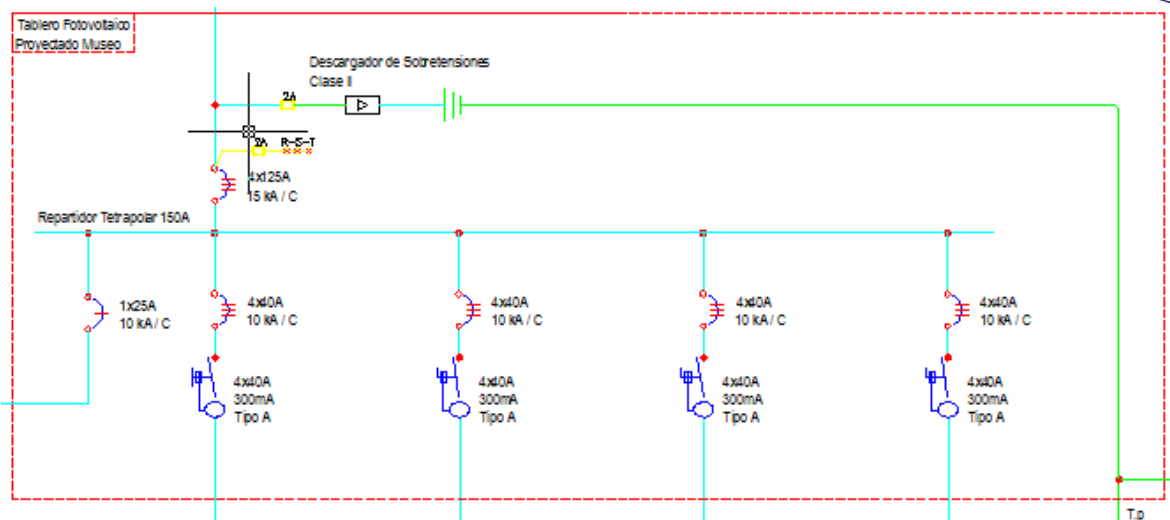 Tablero Fotovoltaico
Proyectado Museo
Descargador de Sobretensiones
Clase II
2A
2A R-S-T
4x125A
15 kA / C
Repartidor Tetrapolar 150A
1x25A
10 kA / C
4x40A
10 kA / C
4x40A
10 kA / C
4x40A
10 kA / C
4x40A
10 kA / C
4x40A
300mA
Tipo A
4x40A
300mA
Tipo A
4x40A
300mA
Tipo A
4x40A
300mA
Tipo A
T.p